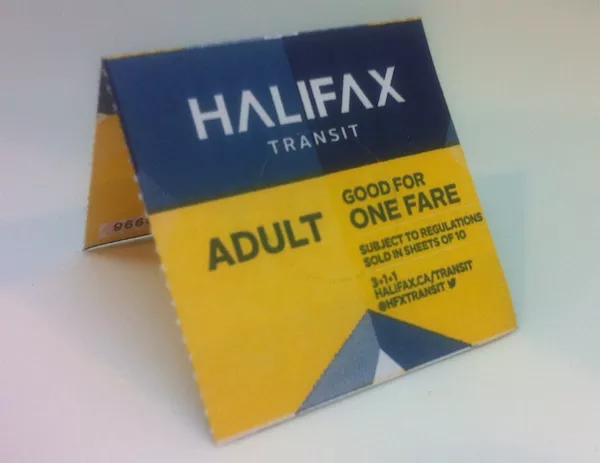 HALIFAX
TRANSIT
ADULT
GOOD FOR
ONE FARE
SUBJECT TO REGULATIONS
SOLD IN SHEETS OF 10
3•1•1
HALIFAX.CA/TRANSIT
@HFXTRANSIT